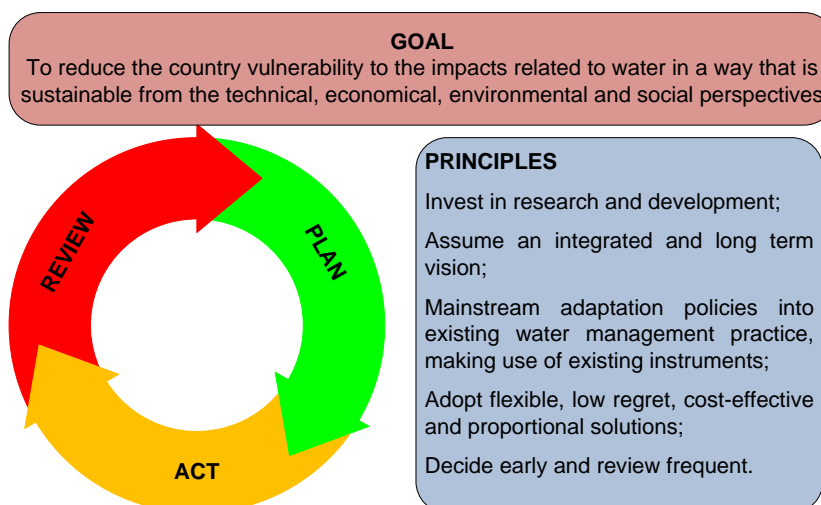 GOAL
To reduce the country vulnerability to the impacts related to water in a way that is
sustainable from the technical, economical, environmental and social perspectives
REVIEW
PLAN
ACT
PRINCIPLES
Invest in research and development;
Assume an integrated and long term
vision;
Mainstream adaptation policies into
existing water management practice,
making use of existing instruments;
Adopt flexible, low regret, cost-effective
and proportional solutions;
Decide early and review frequent.